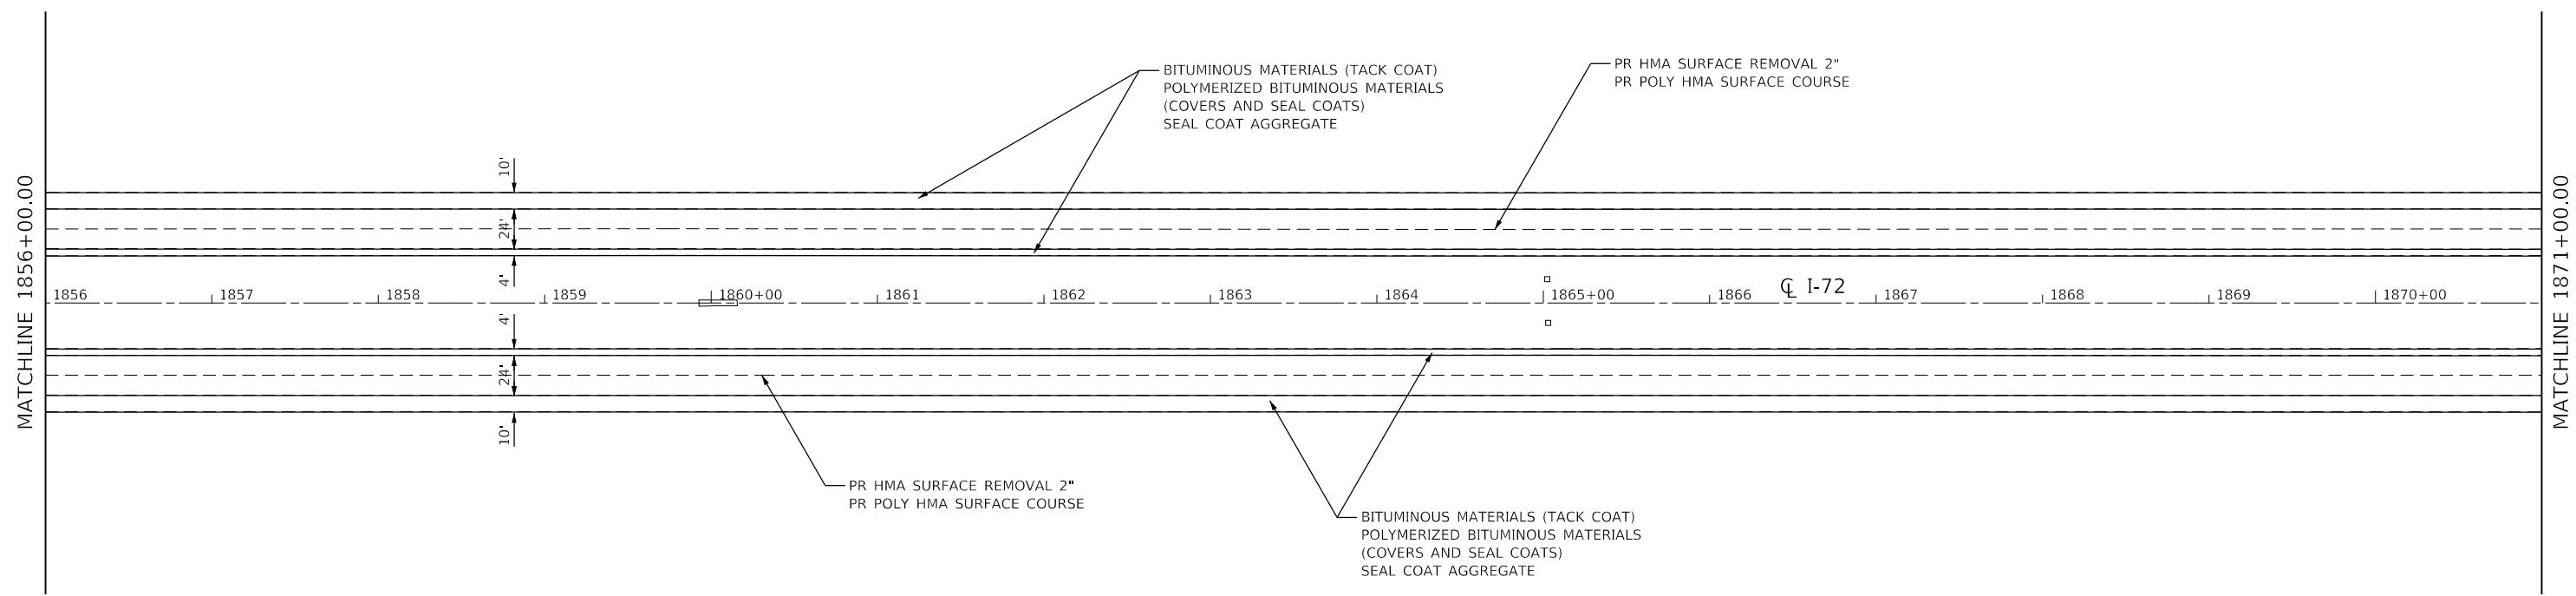 BITUMINOUS MATERIALS (TACK COAT)
POLYMERIZED BITUMINOUS MATERIALS
(COVERS AND SEAL COATS)
SEAL COAT AGGREGATE
PR HMA SURFACE REMOVAL 2"
PR POLY HMA SURFACE COURSE
MATCHLINE 1856+00.00
10'
24'
4'
1856 1857 1858 1859 1860+00 1861 1862 1863 1864 1865+00 1866 1867 1868 1869 1870+00
℄ I-72
4'
24'
10'
MATCHLINE 1871+00.00
PR HMA SURFACE REMOVAL 2"
PR POLY HMA SURFACE COURSE
BITUMINOUS MATERIALS (TACK COAT)
POLYMERIZED BITUMINOUS MATERIALS
(COVERS AND SEAL COATS)
SEAL COAT AGGREGATE